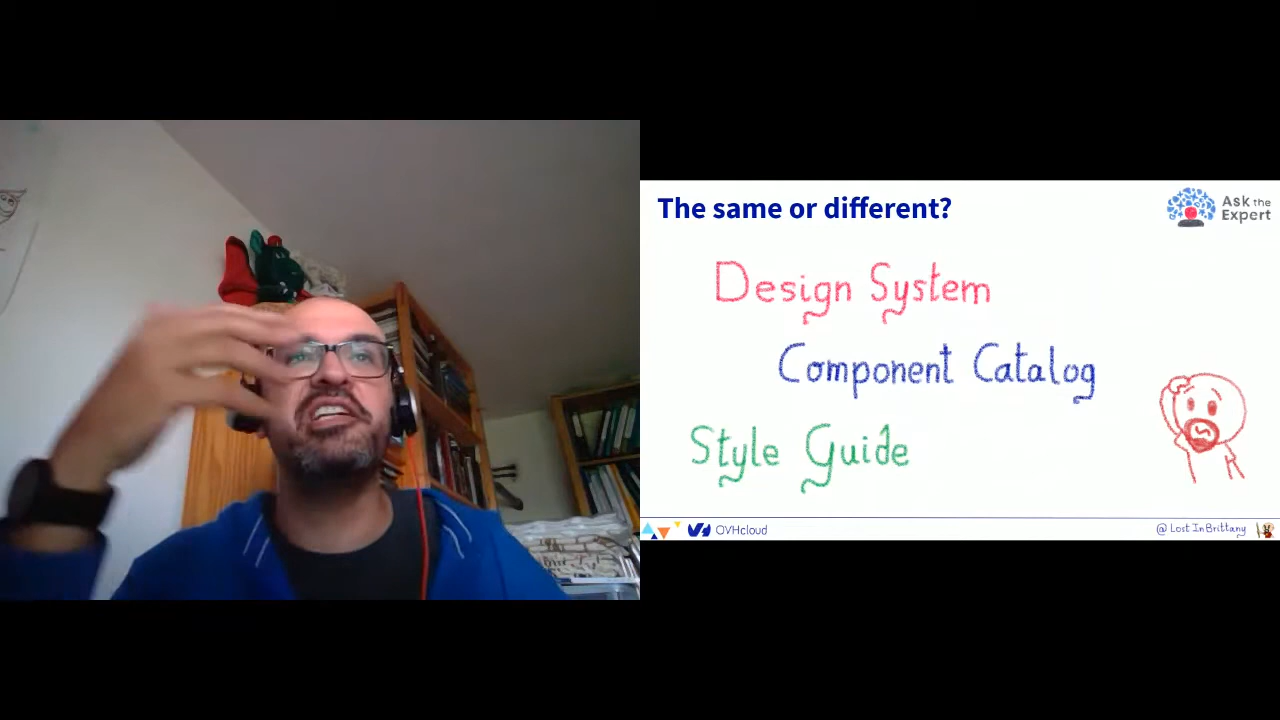 The same or different?
Ask the
Expert
Design System
Component Catalog
Style Guide
OVHcloud
@LostInBrittany